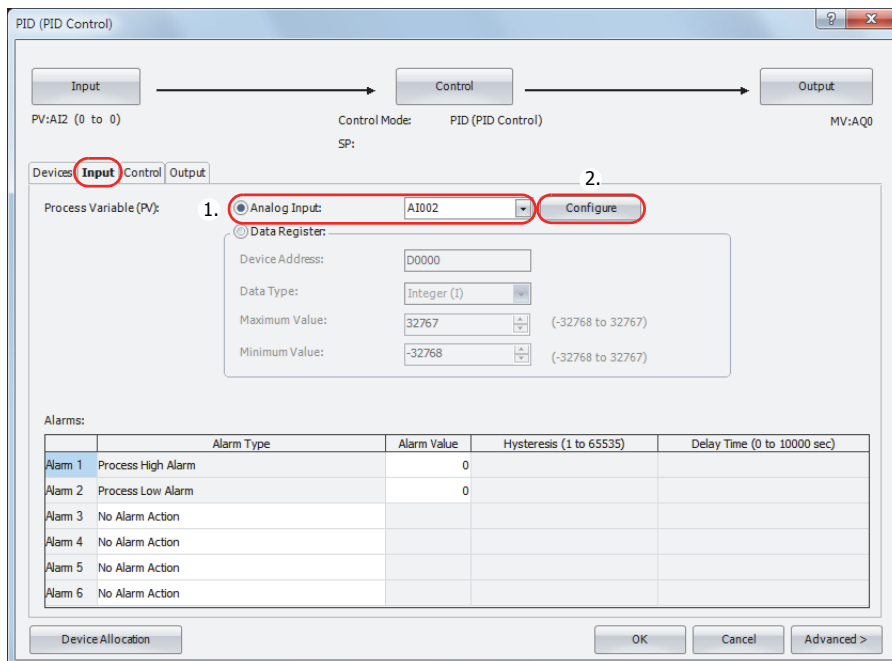 PID (PID Control)
?
Input
Control
Output
PV:AI2 (0 to 0)
Control Mode: PID (PID Control)
MV:AQ0
SP:
Devices Input Control Output
2.
Process Variable (PV): 1. Analog Input: AI002 Configure
Data Register:
Device Address: D0000
Data Type: Integer (I)
Maximum Value: 32767 (-32768 to 32767)
Minimum Value: -32768 (-32768 to 32767)
Alarms:
Alarm Type Alarm Value Hysteresis (1 to 65535) Delay Time (0 to 10000 sec)
Alarm 1 Process High Alarm 0
Alarm 2 Process Low Alarm 0
Alarm 3 No Alarm Action
Alarm 4 No Alarm Action
Alarm 5 No Alarm Action
Alarm 6 No Alarm Action
Device Allocation OK Cancel Advanced >